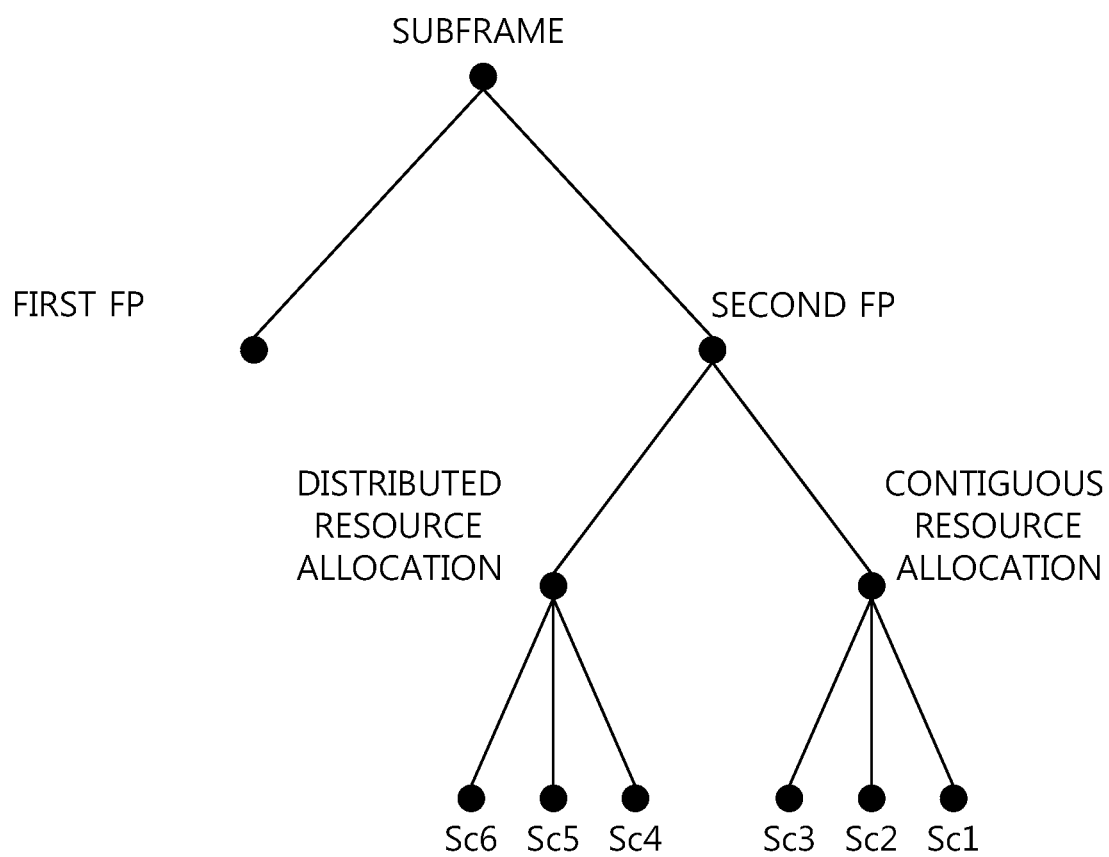 SUBFRAME
FIRST FP
SECOND FP
DISTRIBUTED
RESOURCE
ALLOCATION
CONTIGUOUS
RESOURCE
ALLOCATION
Sc6 Sc5 Sc4 Sc3 Sc2 Sc1